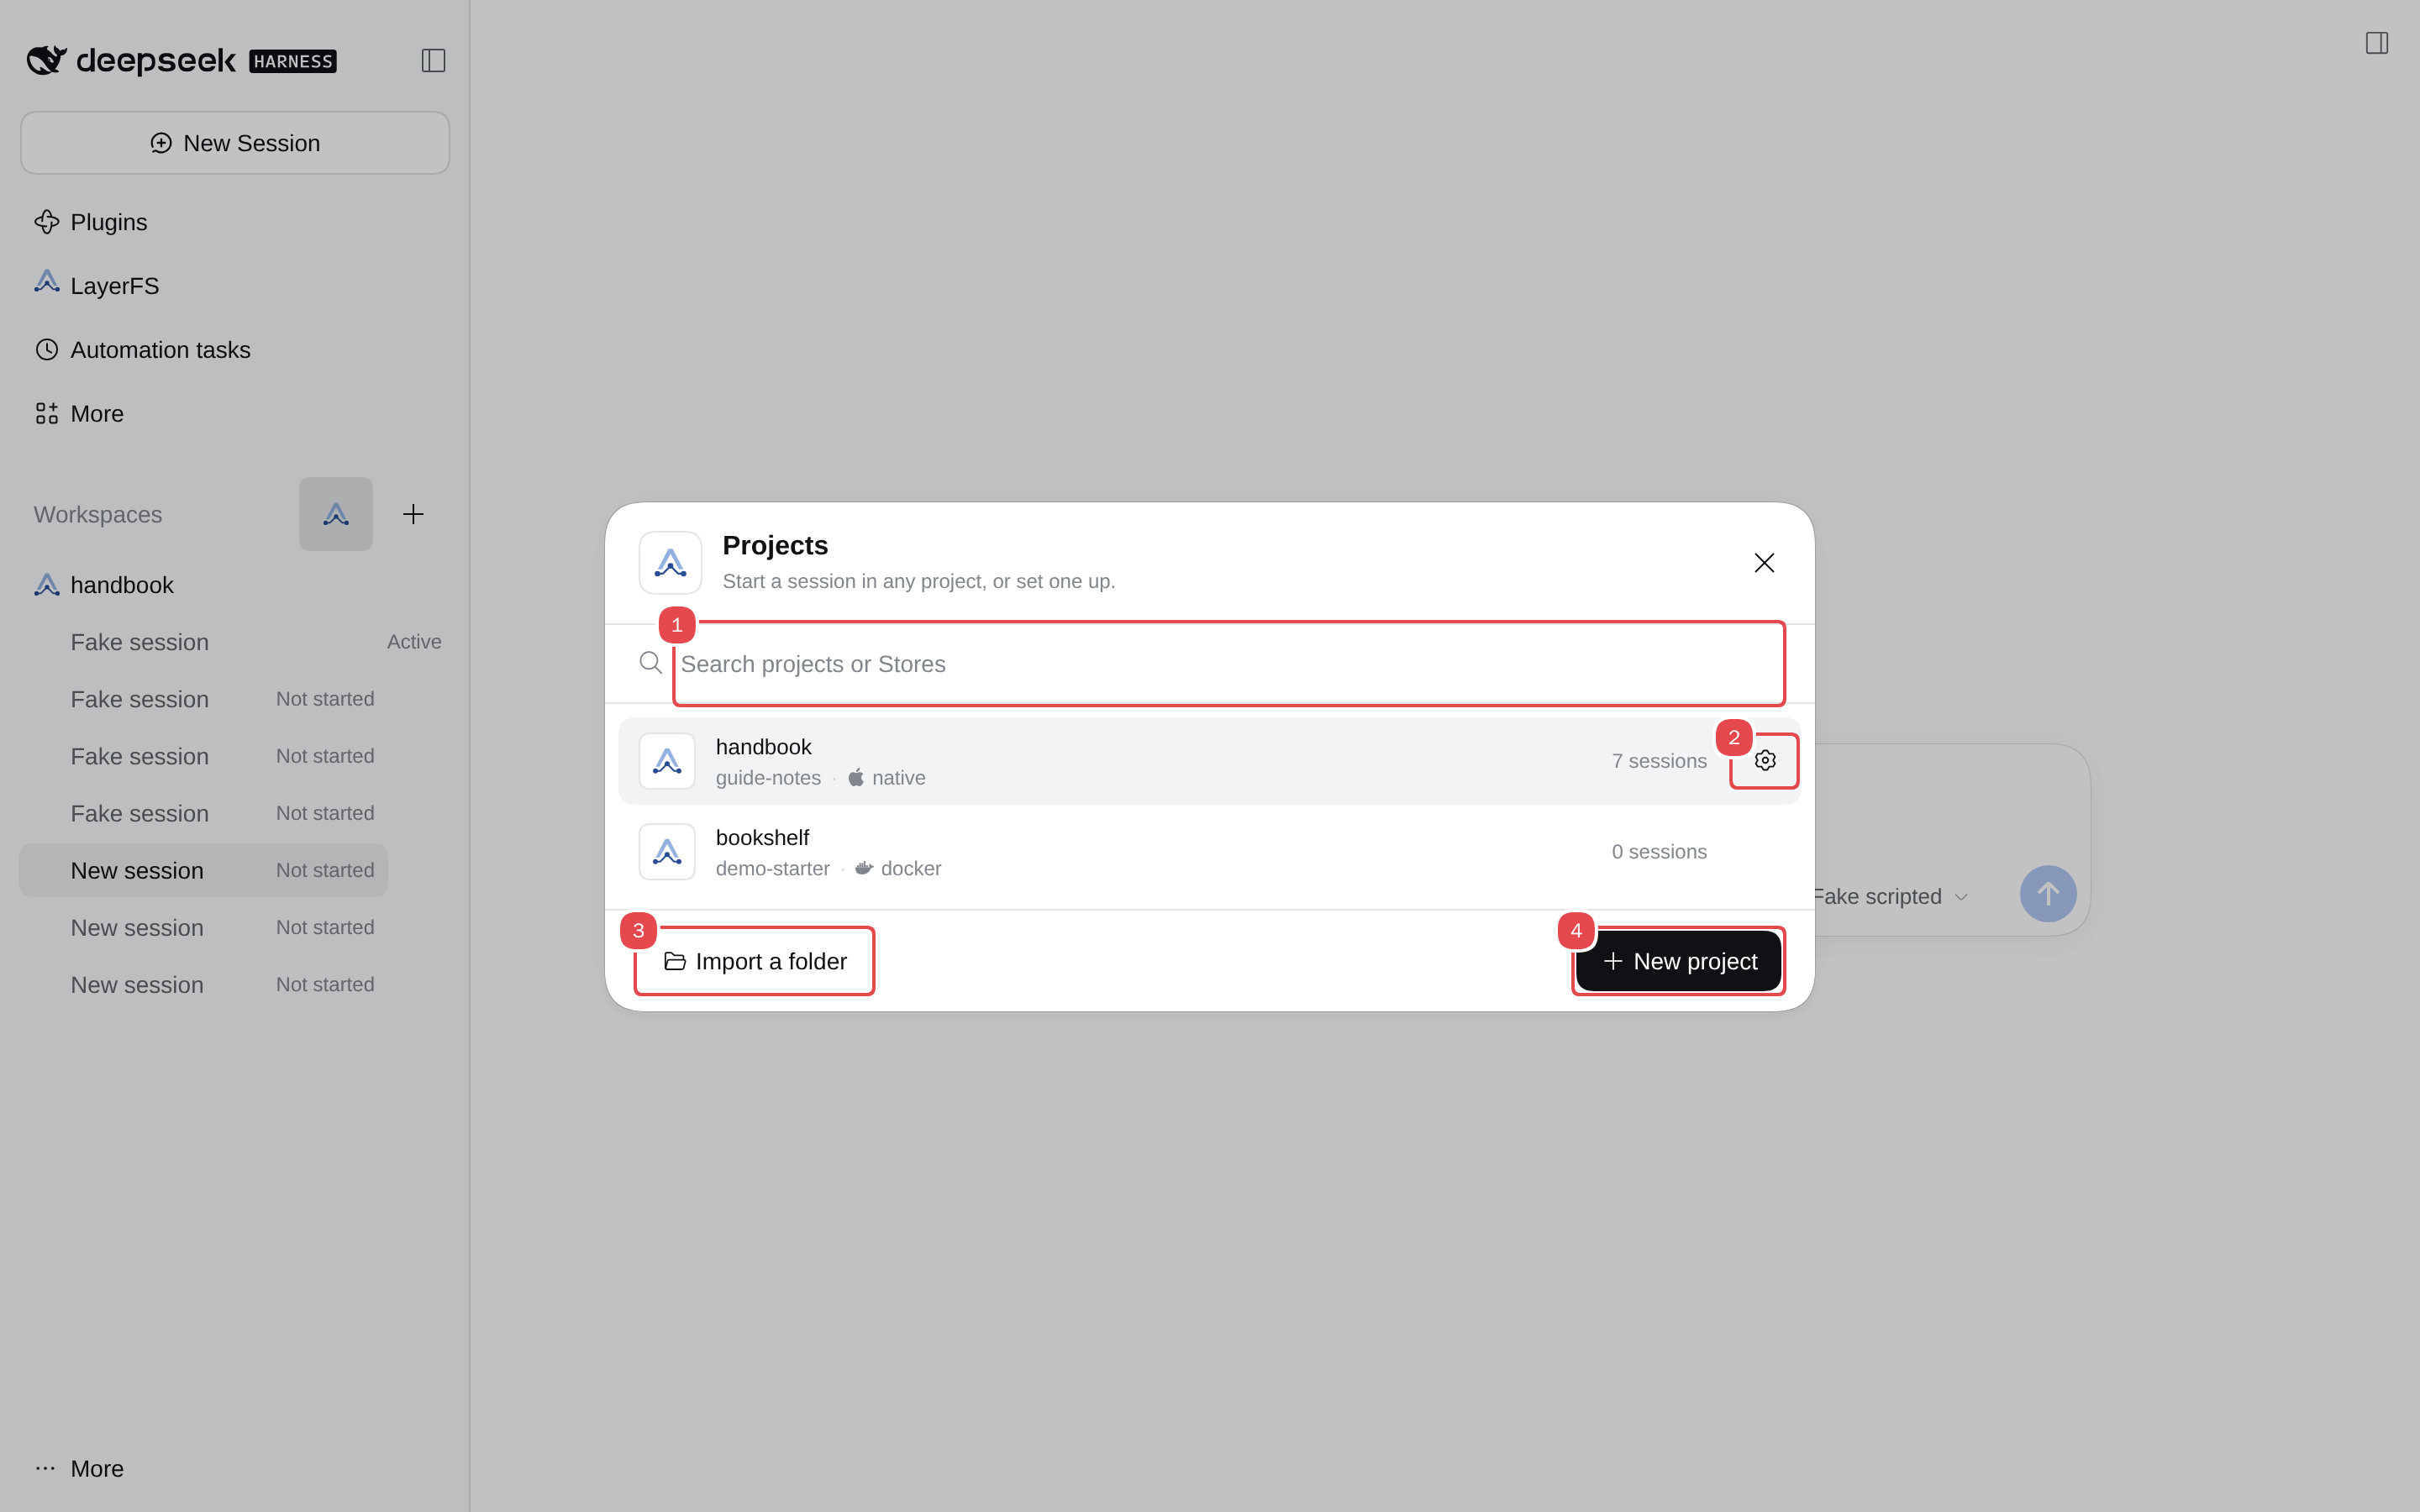 deepseek HARNESS
New Session
Plugins
LayerFS
Automation tasks
More
Workspaces
handbook
Fake session Active
Fake session Not started
Fake session Not started
Fake session Not started
New session Not started
New session Not started
New session Not started
More
Projects
Start a session in any project, or set one up.
1
Search projects or Stores
handbook
guide-notes · native
7 sessions
2
bookshelf
demo-starter · docker
0 sessions
3
Import a folder
4
New project
Fake scripted